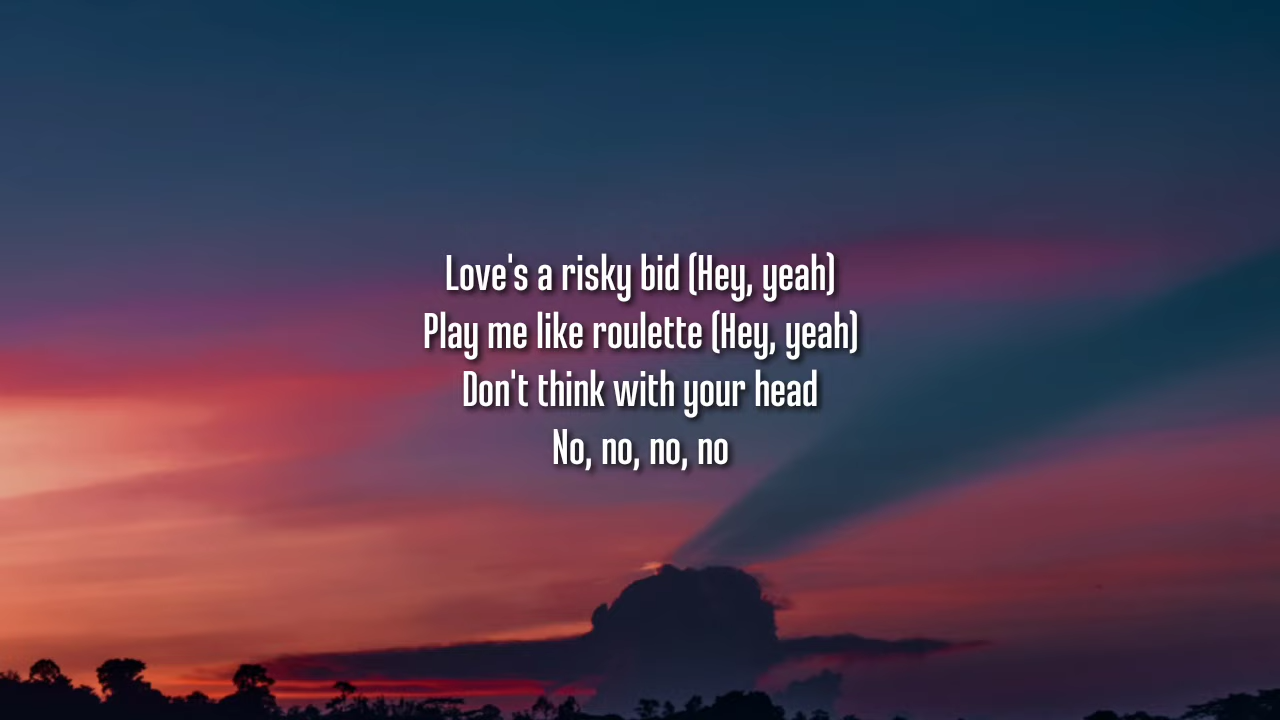 Love's a risky bid (Hey, yeah)
Play me like roulette (Hey, yeah)
Don't think with your head
No, no, no, no